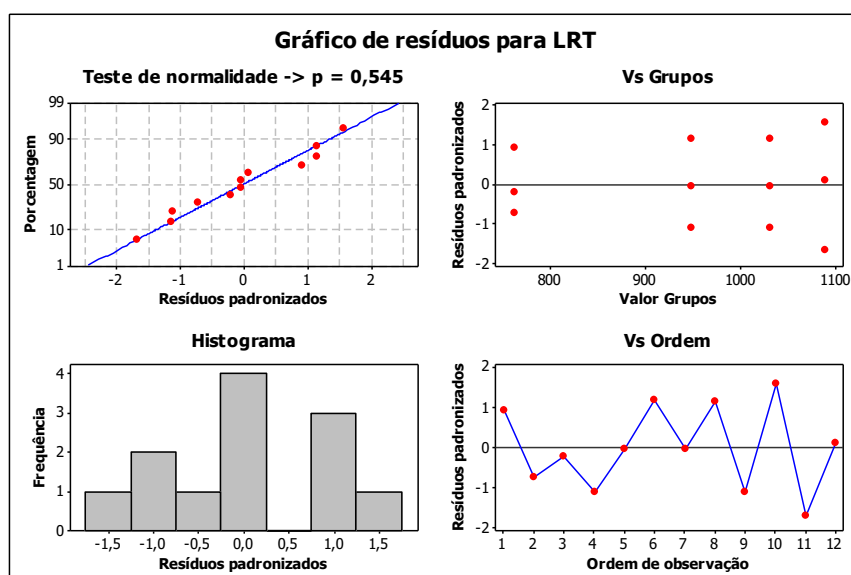 Gráfico de resíduos para LRT
Teste de normalidade -> p = 0,545
Porcentagem
99
90
50
10
1
-2 -1 0 1 2
Resíduos padronizados
Vs Grupos
Resíduos padronizados
2
1
0
-1
-2
800 900 1000 1100
Valor Grupos
Histograma
Frequência
4
3
2
1
0
-1,5 -1,0 -0,5 0,0 0,5 1,0 1,5
Resíduos padronizados
Vs Ordem
Resíduos padronizados
2
1
0
-1
-2
1 2 3 4 5 6 7 8 9 10 11 12
Ordem de observação